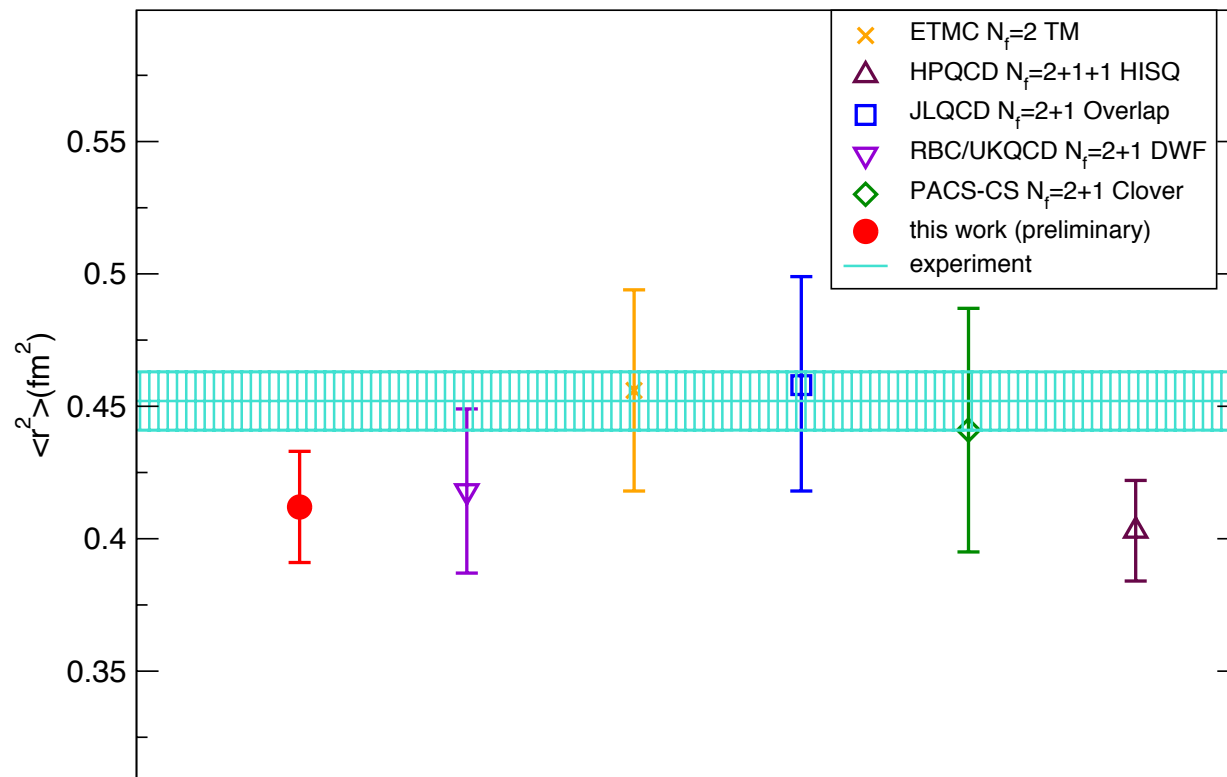 ETMC N_f=2 TM
HPQCD N_f=2+1+1 HISQ
JLQCD N_f=2+1 Overlap
RBC/UKQCD N_f=2+1 DWF
PACS-CS N_f=2+1 Clover
this work (preliminary)
experiment
0.55
0.5
0.45
0.4
0.35
<r^2>(fm^2)